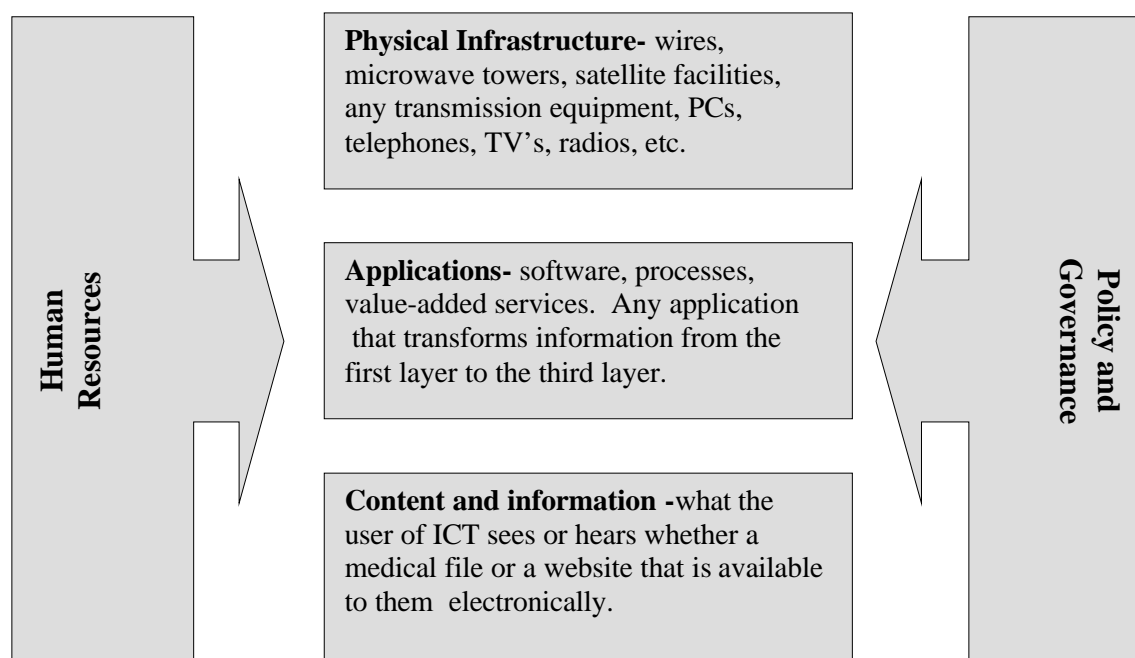 Human
Resources
Physical Infrastructure- wires,
microwave towers, satellite facilities,
any transmission equipment, PCs,
telephones, TV’s, radios, etc.
Applications- software, processes,
value-added services.  Any application
that transforms information from the
first layer to the third layer.
Content and information -what the
user of ICT sees or hears whether a
medical file or a website that is available
to them  electronically.
Policy and
Governance